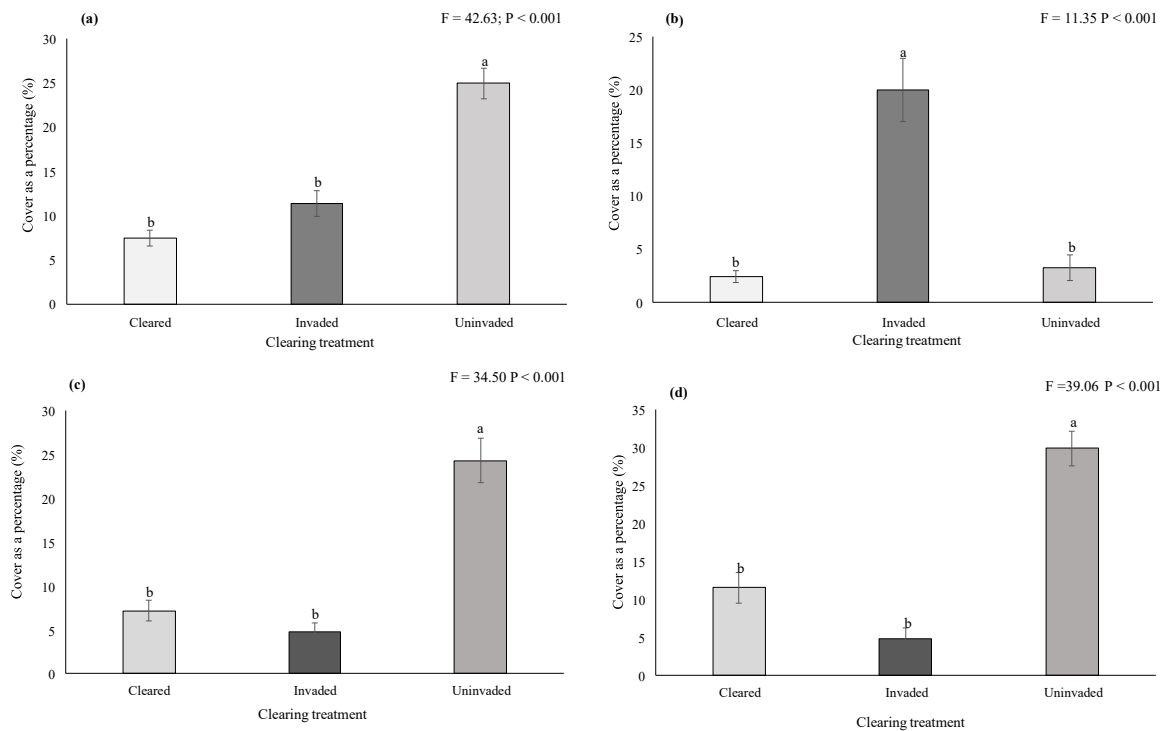 (a)
F = 42.63; P < 0.001
Cover as a percentage (%)
30
25
20
15
10
5
0
b
b
a
Cleared
Invaded
Uninvaded
Clearing treatment
(b)
F = 11.35 P < 0.001
Cover as a percentage (%)
25
20
15
10
5
0
b
a
b
Cleared
Invaded
Uninvaded
Clearing treatment
(c)
F = 34.50 P < 0.001
Cover as a percentage (%)
30
25
20
15
10
5
0
b
b
a
Cleared
Invaded
Uninvaded
Clearing treatment
(d)
F =39.06 P < 0.001
Cover as a percentage (%)
35
30
25
20
15
10
5
0
b
b
a
Cleared
Invaded
Uninvaded
Clearing treatment